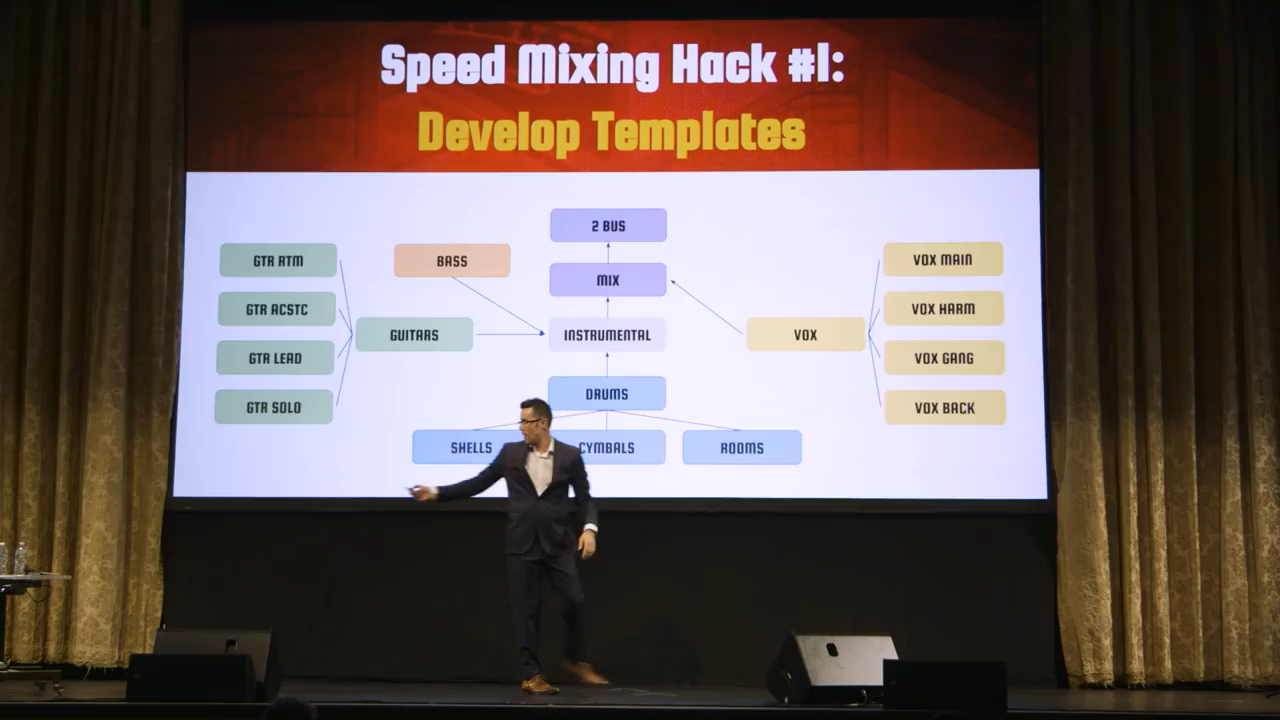 Speed Mixing Hack #1:
Develop Templates
2 BUS
GTR RTM
BASS
VOX MAIN
MIX
GTR ACSTC
VOX HARM
GUITARS
INSTRUMENTAL
VOX
GTR LEAD
VOX GANG
DRUMS
GTR SOLO
VOX BACK
SHELLS
CYMBALS
ROOMS